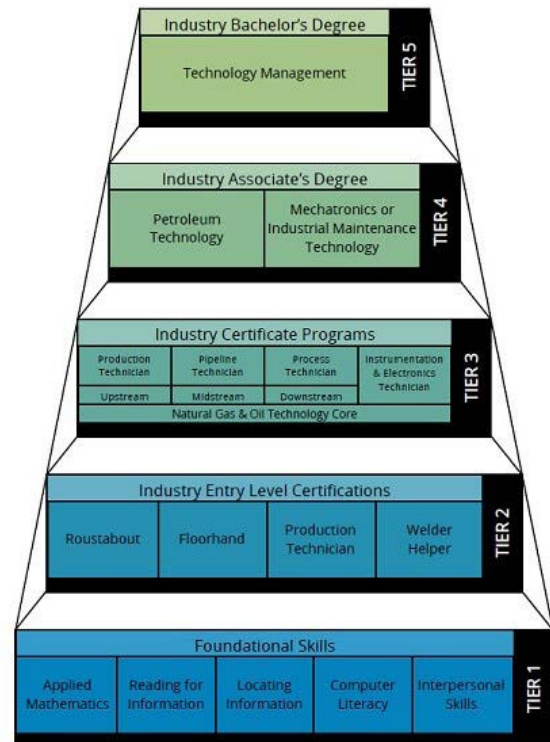 Industry Bachelor's Degree
Technology Management
TIER 5
Industry Associate's Degree
Petroleum
Technology
Mechatronics or
Industrial Maintenance
Technology
TIER 4
Industry Certificate Programs
Production
Technician
Pipeline
Technician
Process
Technician
Instrumentation
& Electronics
Technician
Upstream
Midstream
Downstream
Natural Gas & Oil Technology Core
TIER 3
Industry Entry Level Certifications
Roustabout
Floorhand
Production
Technician
Welder
Helper
TIER 2
Foundational Skills
Applied
Mathematics
Reading for
Information
Locating
Information
Computer
Literacy
Interpersonal
Skills
TIER 1